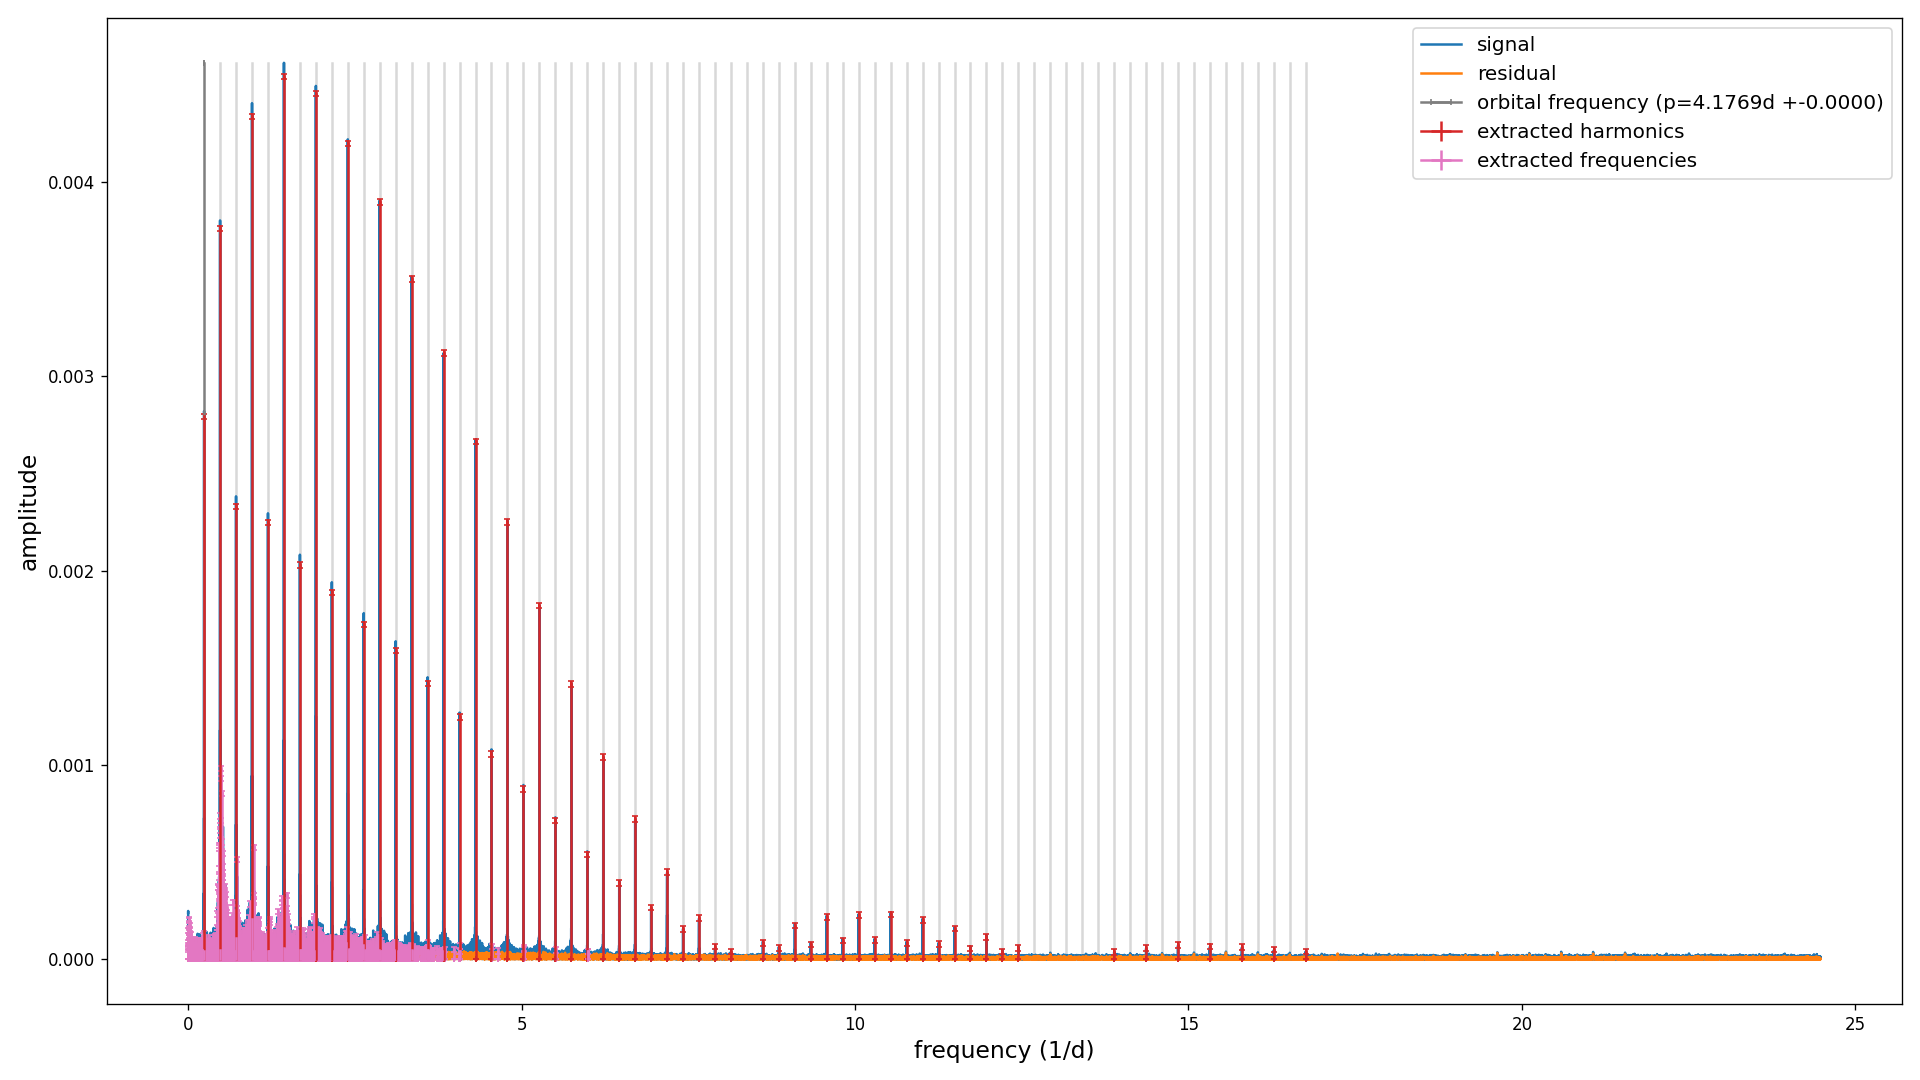 signal
residual
orbital frequency (p=4.1769d +-0.0000)
extracted harmonics
extracted frequencies
amplitude
0.004
0.003
0.002
0.001
0.000
0
5
10
15
20
25
frequency (1/d)